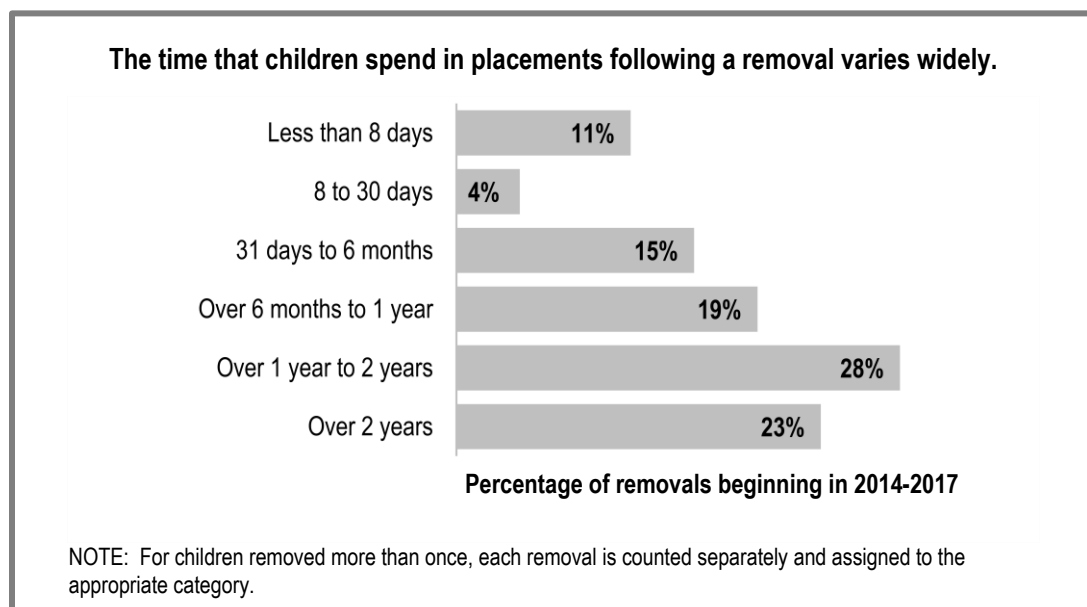 The time that children spend in placements following a removal varies widely.
Less than 8 days
11%
8 to 30 days
4%
31 days to 6 months
15%
Over 6 months to 1 year
19%
Over 1 year to 2 years
28%
Over 2 years
23%
Percentage of removals beginning in 2014-2017
NOTE:  For children removed more than once, each removal is counted separately and assigned to the
appropriate category.